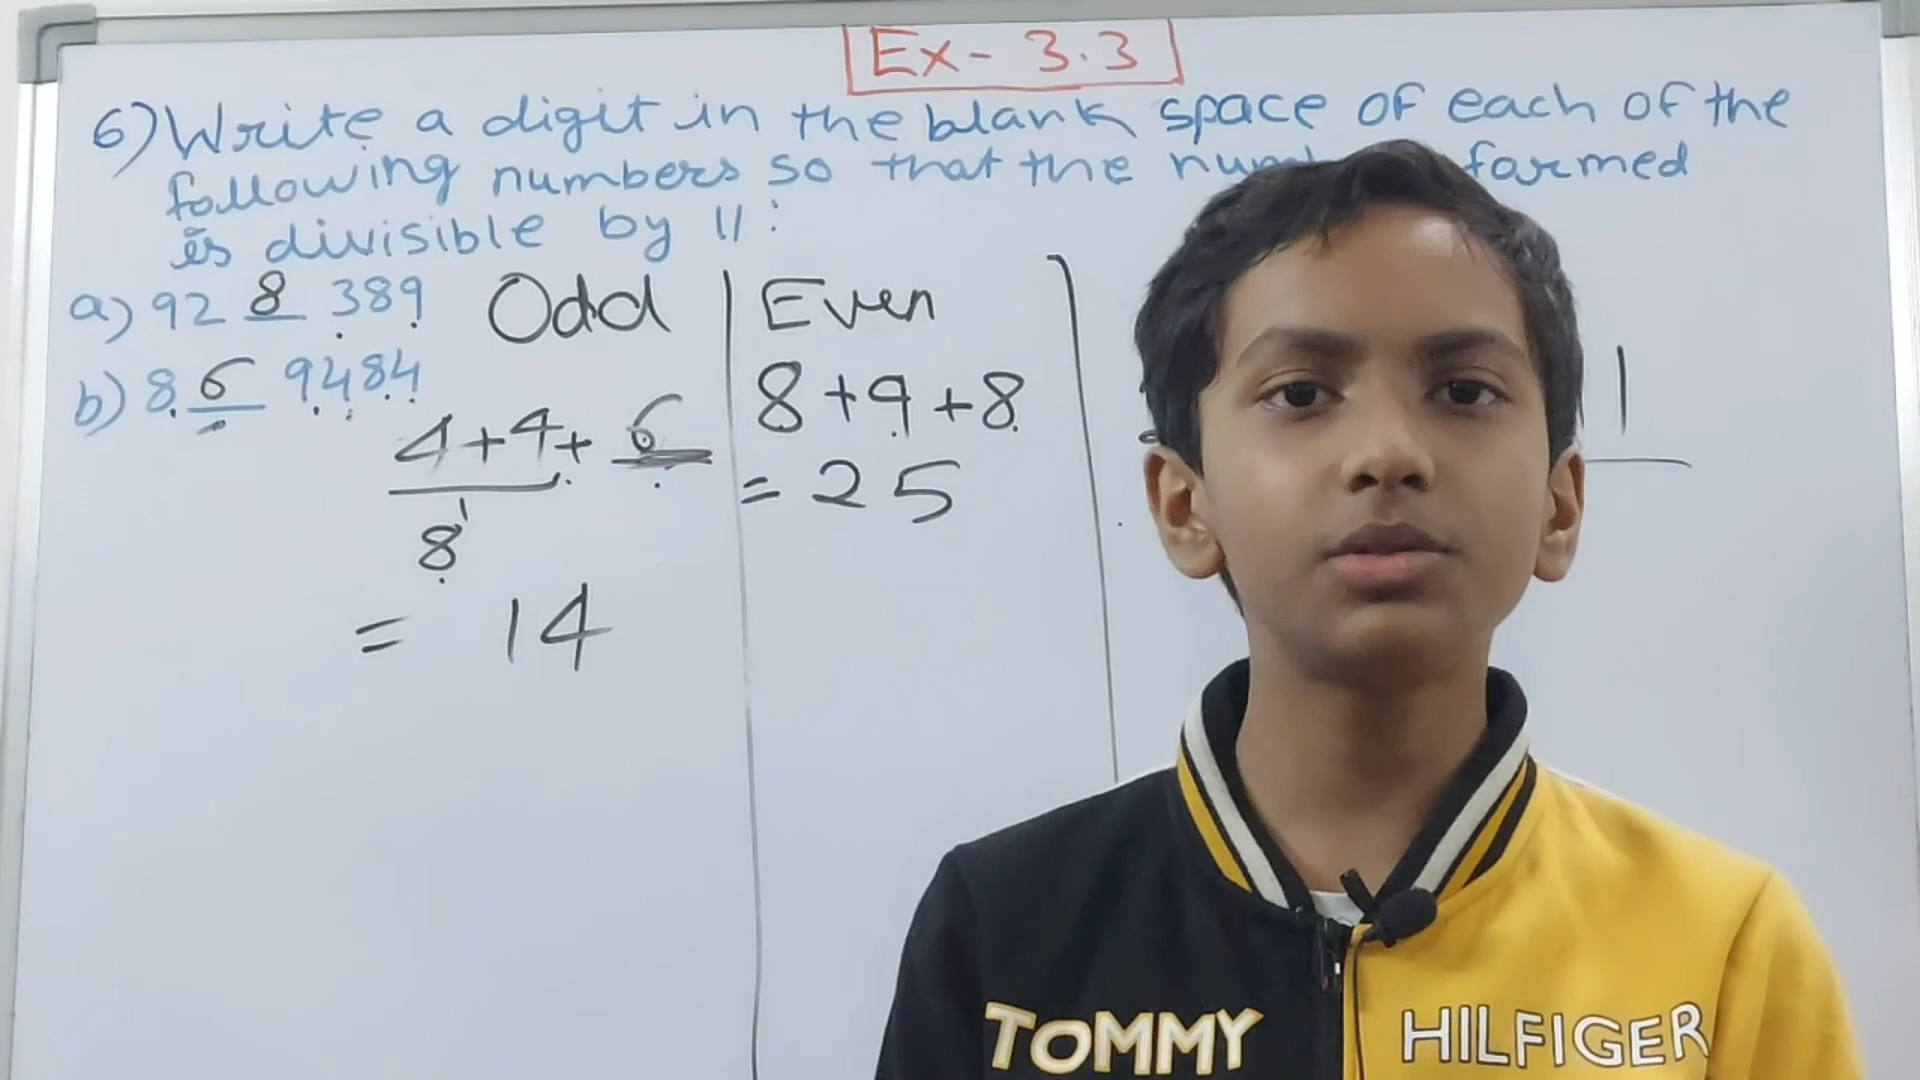 Ex- 3.3
6) Write a digit in the blank space of each of the
following numbers so that the formed
is divisible by 11:
a) 92 8 389
b) 8 6 9484
Odd Even
4+4+ 6 8+9+8
8 = 25
= 14
TOMMY HILFIGER